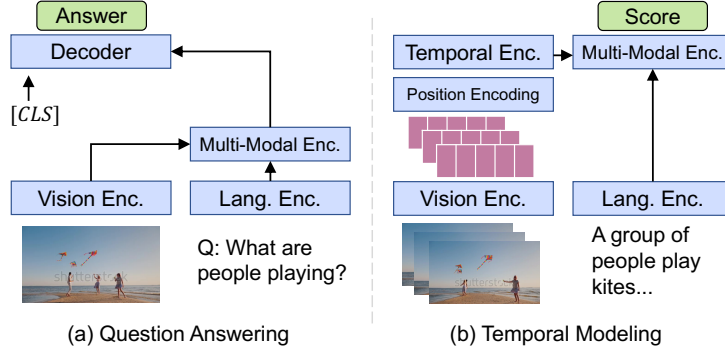 Answer
Decoder
[CLS]
Multi-Modal Enc.
Vision Enc.
Lang. Enc.
shutterstock
Q: What are
people playing?
(a) Question Answering
Score
Temporal Enc.
Multi-Modal Enc.
Position Encoding
Vision Enc.
Lang. Enc.
A group of
people play
kites...
(b) Temporal Modeling